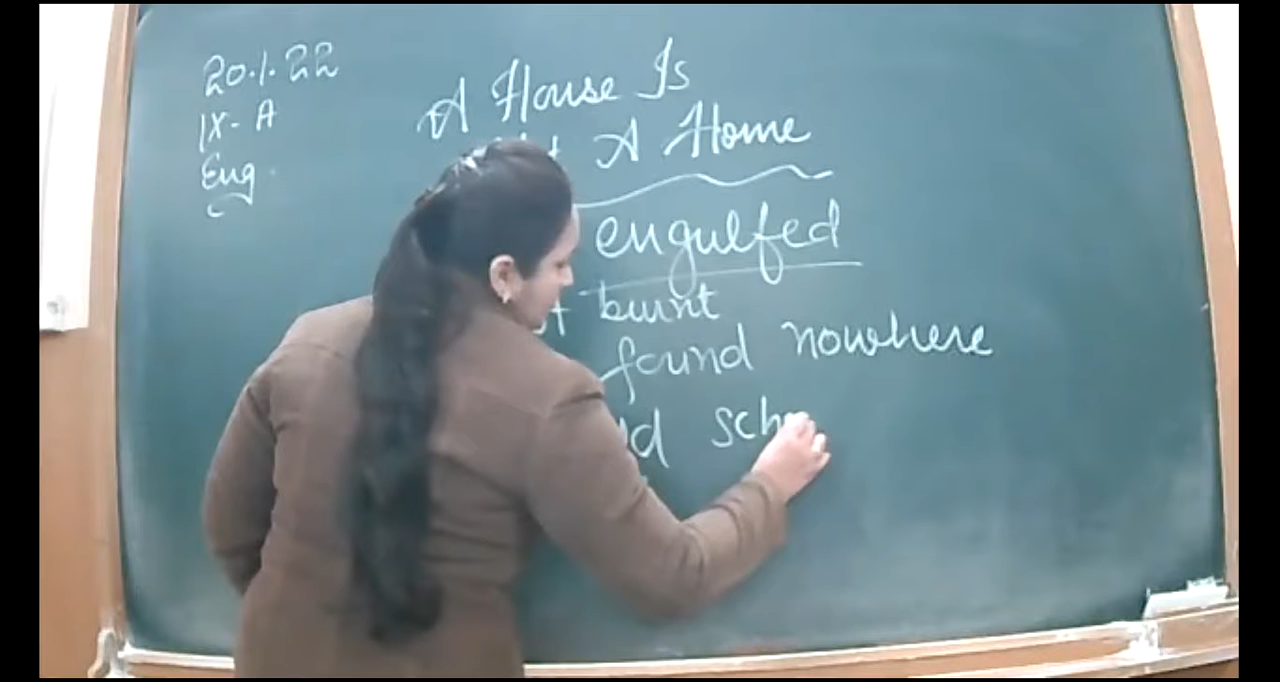 20.1.22
IX-A
Eng.
A House Is
A Home
engulfed
burnt
found nowhere
sch